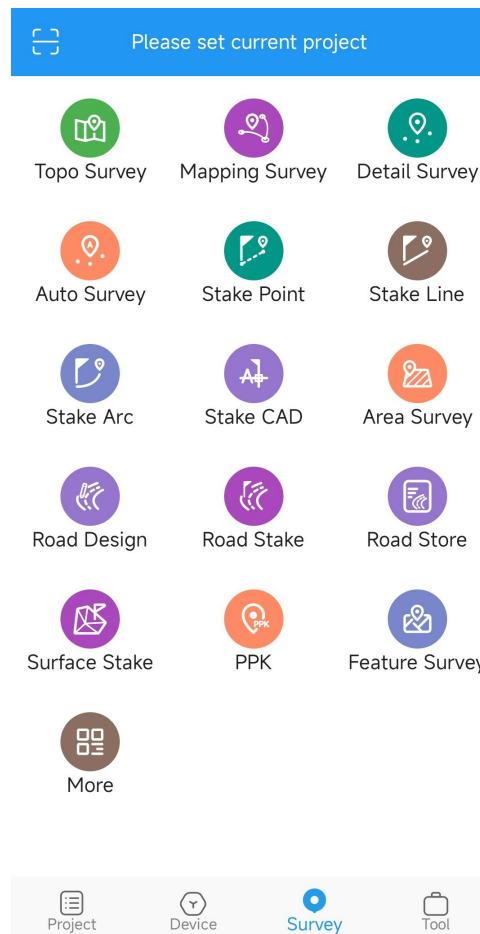 Please set current project
Topo Survey
Mapping Survey
Detail Survey
Auto Survey
Stake Point
Stake Line
Stake Arc
Stake CAD
Area Survey
Road Design
Road Stake
Road Store
Surface Stake
PPK
PPK
Feature Survey
More
Project
Device
Survey
Tool